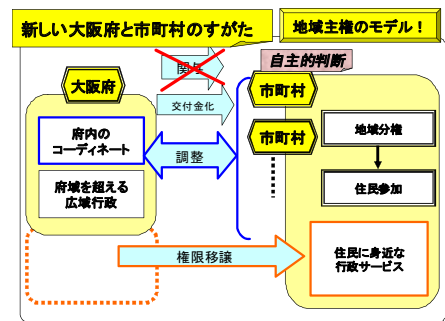 新しい大阪府と市町村のすがた
地域主権のモデル！
関与
自主的判断
大阪府
交付金化
市町村
府内の
コーディネート
調整
市町村
地域分権
府域を超える
広域行政
住民参加
権限移譲
住民に身近な
行政サービス